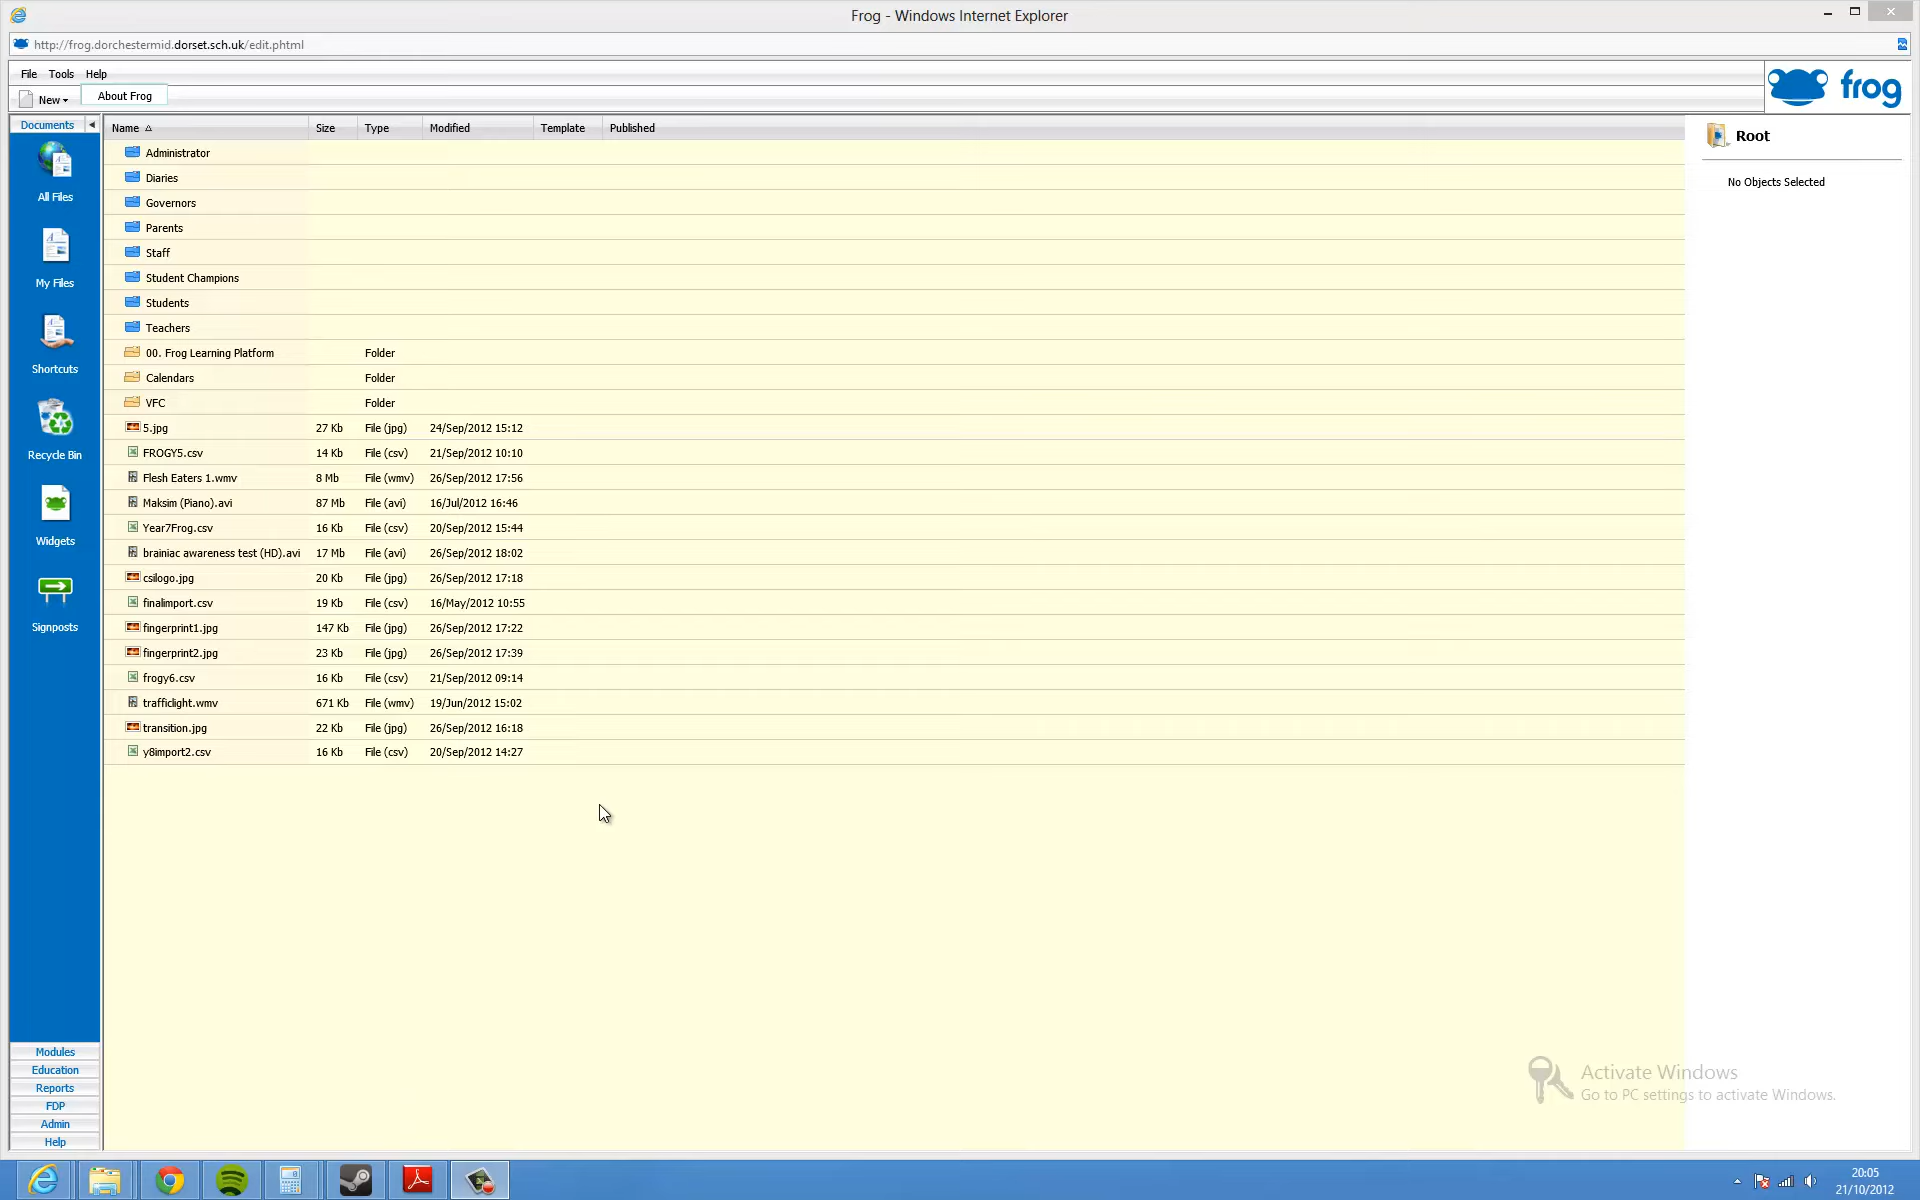 Frog - Windows Internet Explorer
http://frog.dorchestermid.dorset.sch.uk/edit.phtml
File Tools Help
New About Frog
frog
Documents
Name Size Type Modified Template Published
Root
No Objects Selected
All Files
My Files
Shortcuts
Recycle Bin
Widgets
Signposts
Administrator
Diaries
Governors
Parents
Staff
Student Champions
Students
Teachers
00. Frog Learning Platform Folder
Calendars Folder
VFC Folder
5.jpg 27 Kb File (jpg) 24/Sep/2012 15:12
FROGY5.csv 14 Kb File (csv) 21/Sep/2012 10:10
Flesh Eaters 1.wmv 8 Mb File (wmv) 26/Sep/2012 17:56
Maksim (Piano).avi 87 Mb File (avi) 16/Jul/2012 16:46
Year7Frog.csv 16 Kb File (csv) 20/Sep/2012 15:44
brainiac awareness test (HD).avi 17 Mb File (avi) 26/Sep/2012 18:02
csilogo.jpg 20 Kb File (jpg) 26/Sep/2012 17:18
finalimport.csv 19 Kb File (csv) 16/May/2012 10:55
fingerprint1.jpg 147 Kb File (jpg) 26/Sep/2012 17:22
fingerprint2.jpg 23 Kb File (jpg) 26/Sep/2012 17:39
frogy6.csv 16 Kb File (csv) 21/Sep/2012 09:14
trafficlight.wmv 671 Kb File (wmv) 19/Jun/2012 15:02
transition.jpg 22 Kb File (jpg) 26/Sep/2012 16:18
y8import2.csv 16 Kb File (csv) 20/Sep/2012 14:27
Modules
Education
Reports
FDP
Admin
Help
Activate Windows
Go to PC settings to activate Windows.
20:05
21/10/2012